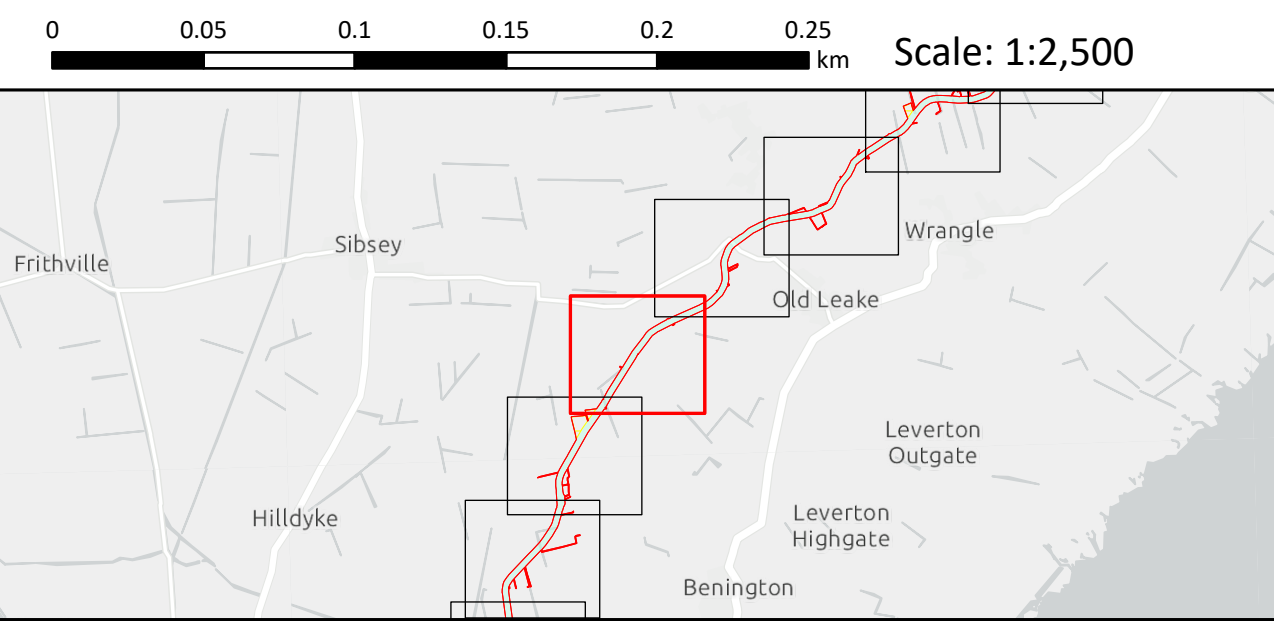 0 0.05 0.1 0.15 0.2 0.25
km
Scale: 1:2,500
Wrangle
Sibsey
Frithville
Old Leake
Leverton
Outgate
Hilldyke
Leverton
Highgate
Benington